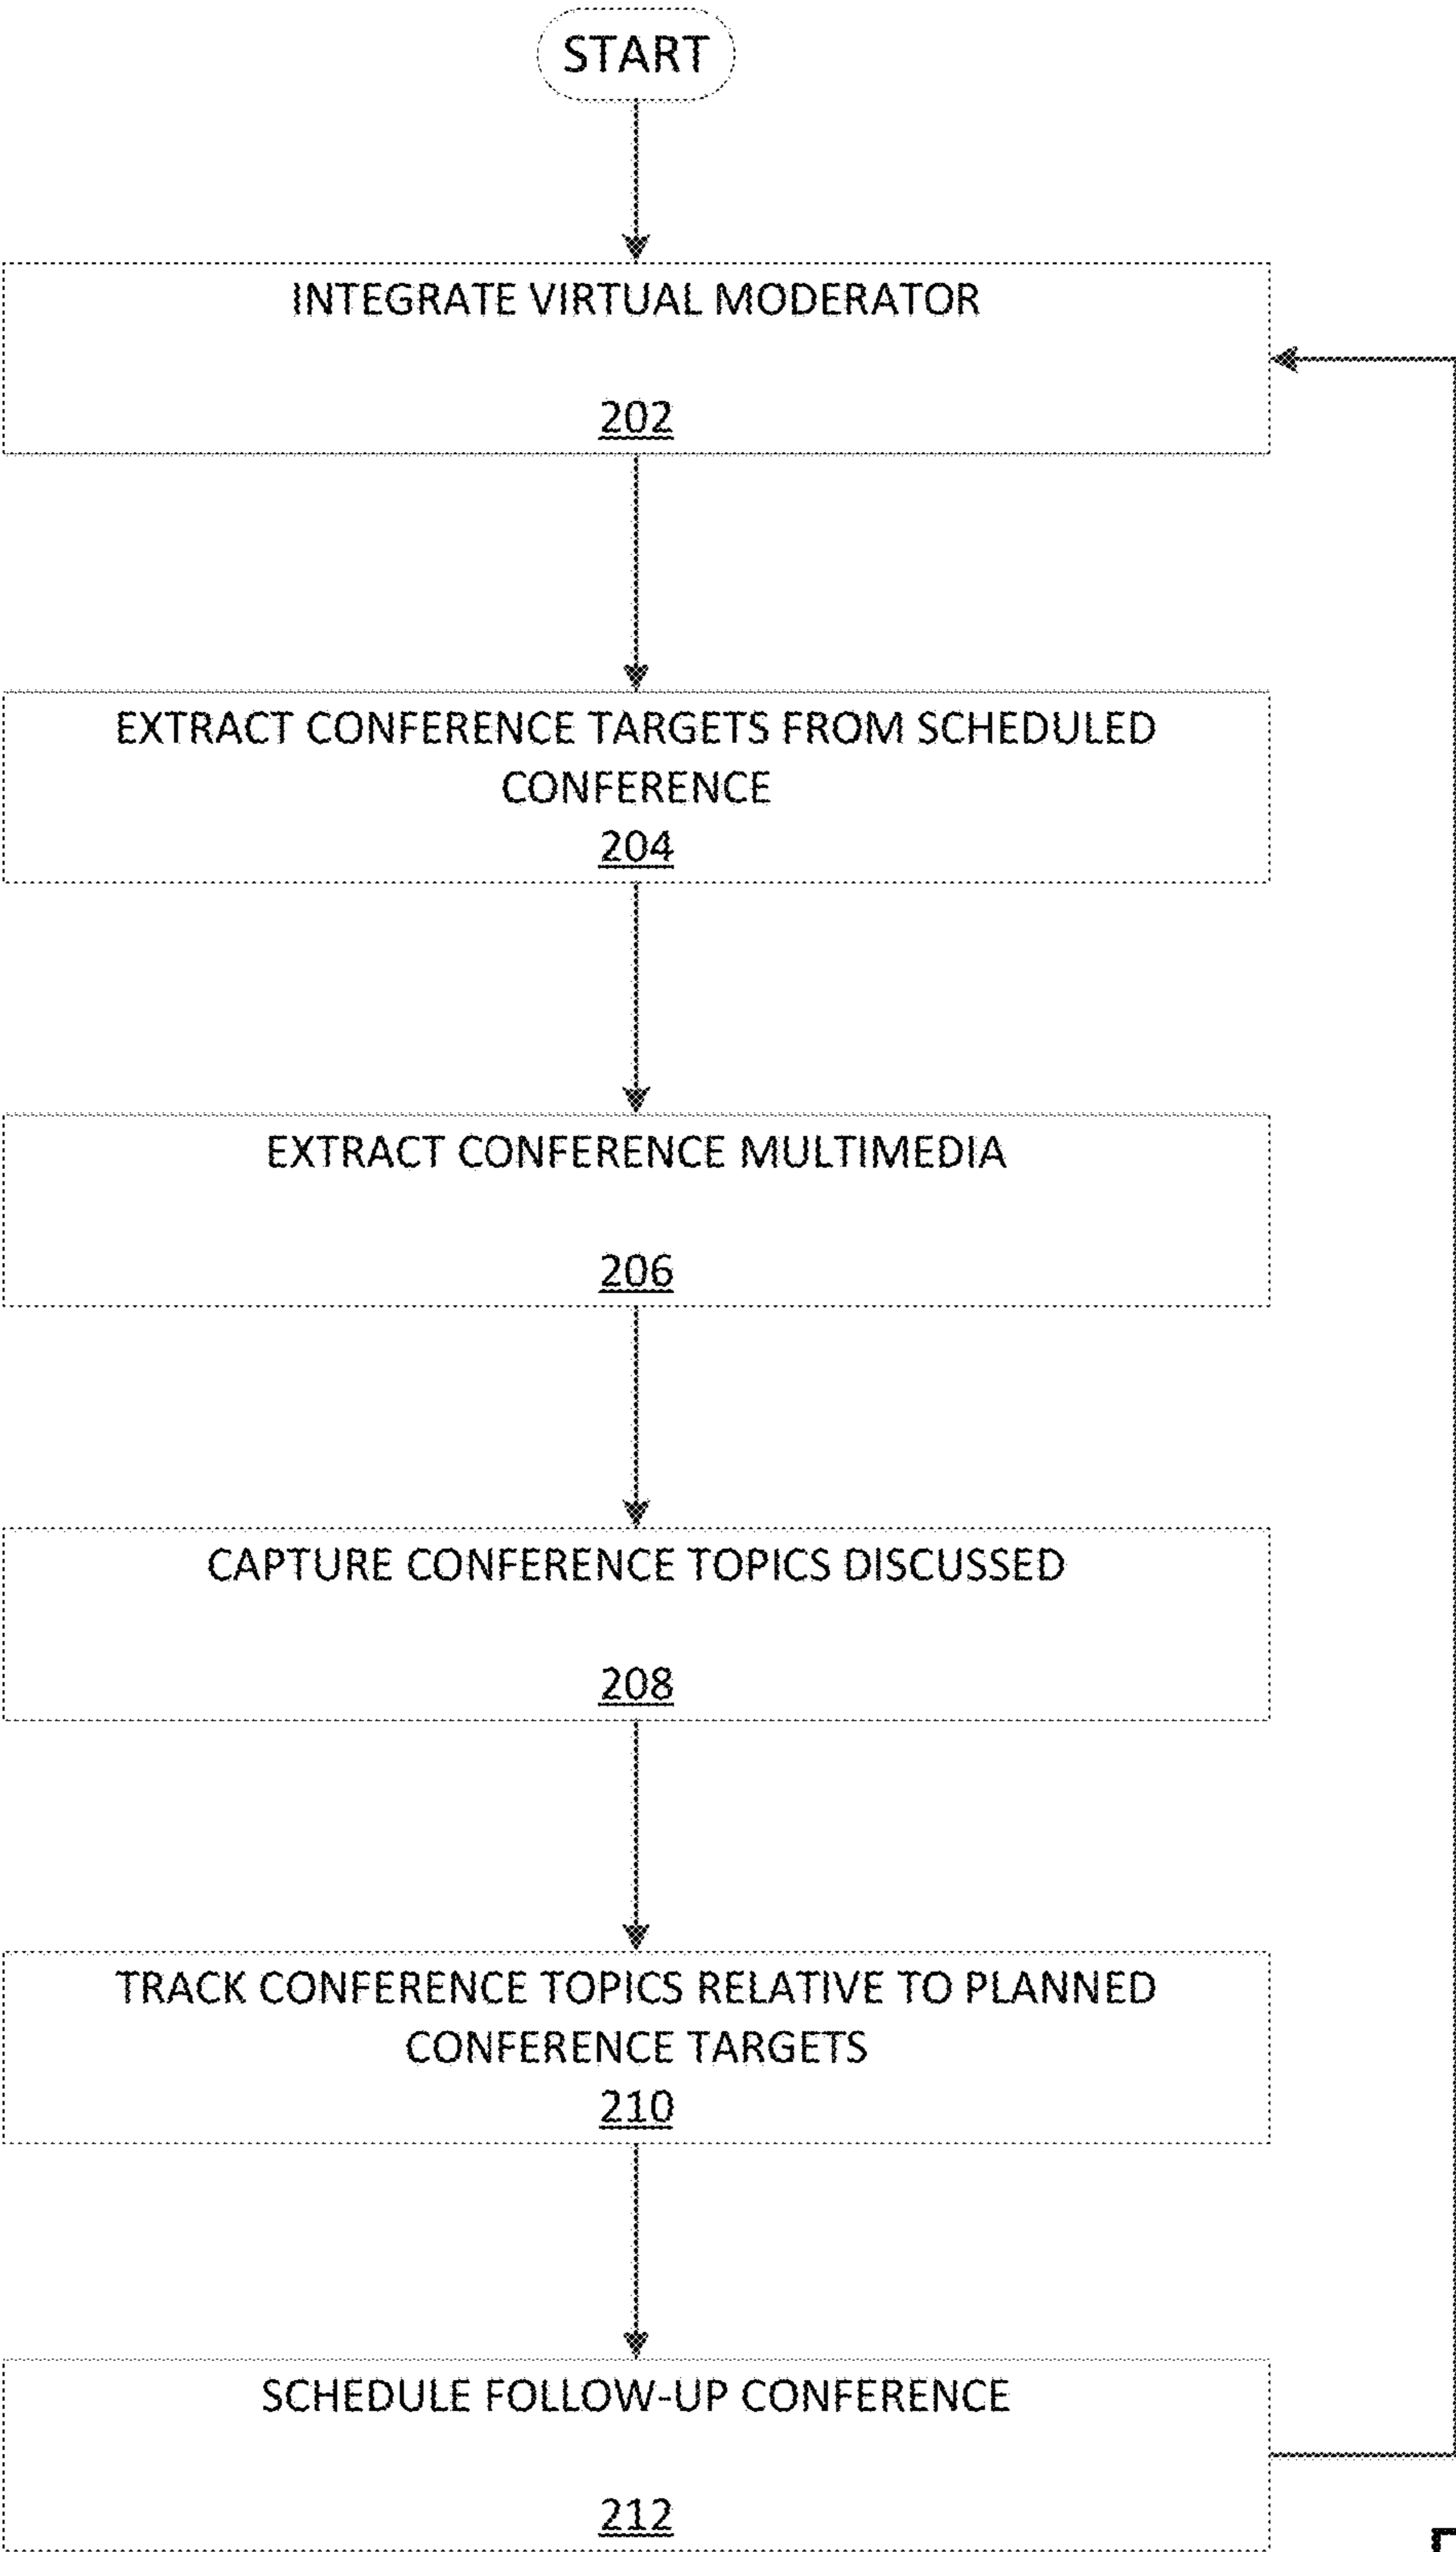 START
INTEGRATE VIRTUAL MODERATOR
202
EXTRACT CONFERENCE TARGETS FROM SCHEDULED
CONFERENCE
204
EXTRACT CONFERENCE MULTIMEDIA
206
CAPTURE CONFERENCE TOPICS DISCUSSED
208
TRACK CONFERENCE TOPICS RELATIVE TO PLANNED
CONFERENCE TARGETS
210
SCHEDULE FOLLOW-UP CONFERENCE
212